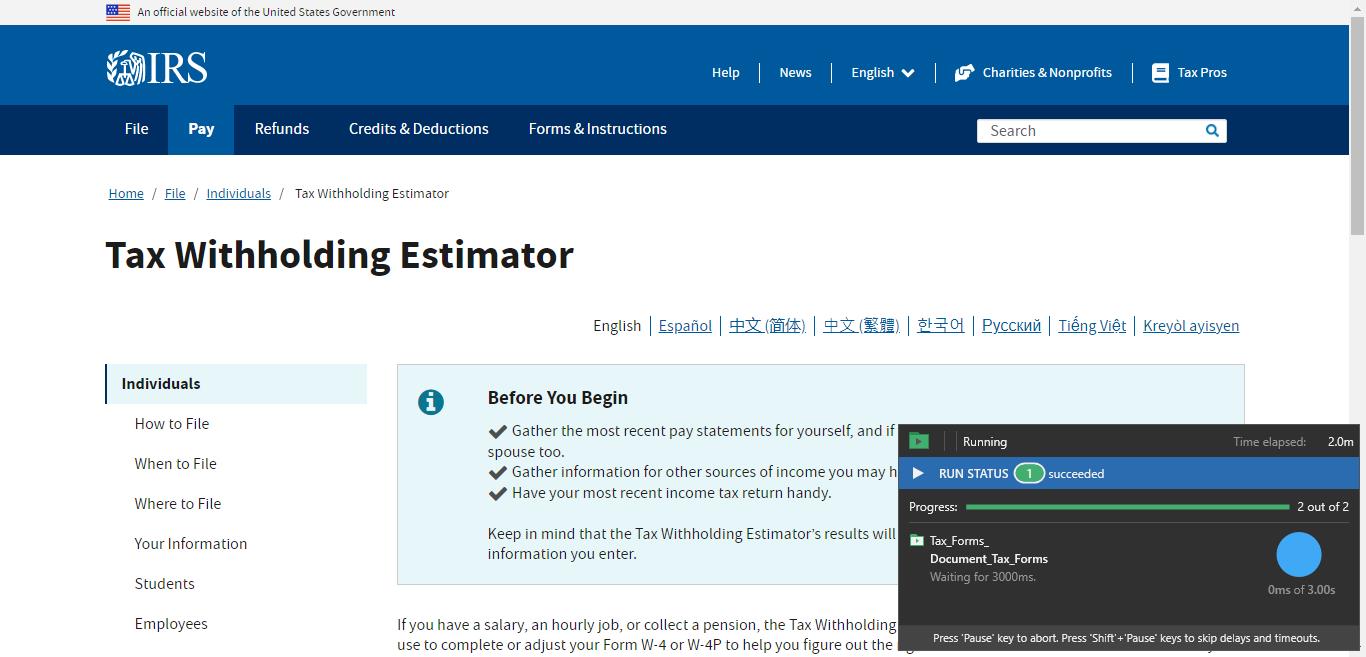 An official website of the United States Government
IRS
Help
News
English
Charities & Nonprofits
Tax Pros
File
Pay
Refunds
Credits & Deductions
Forms & Instructions
Search
Home / File / Individuals / Tax Withholding Estimator
Tax Withholding Estimator
English
Español
中文 (简体)
中文 (繁體)
한국어
Русский
Tiếng Việt
Kreyòl ayisyen
Individuals
How to File
When to File
Where to File
Your Information
Students
Employees
Before You Begin
Gather the most recent pay statements for yourself, and if
spouse too.
Gather information for other sources of income you may h
Have your most recent income tax return handy.
Keep in mind that the Tax Withholding Estimator's results will
information you enter.
If you have a salary, an hourly job, or collect a pension, the Tax Withholding
use to complete or adjust your Form W-4 or W-4P to help you figure out the
Running
Time elapsed: 2.0m
RUN STATUS 1 succeeded
Progress: 2 out of 2
Tax_Forms_
Document_Tax_Forms
Waiting for 3000ms.
0ms of 3.00s
Press 'Pause' key to abort. Press 'Shift'+'Pause' keys to skip delays and timeouts.